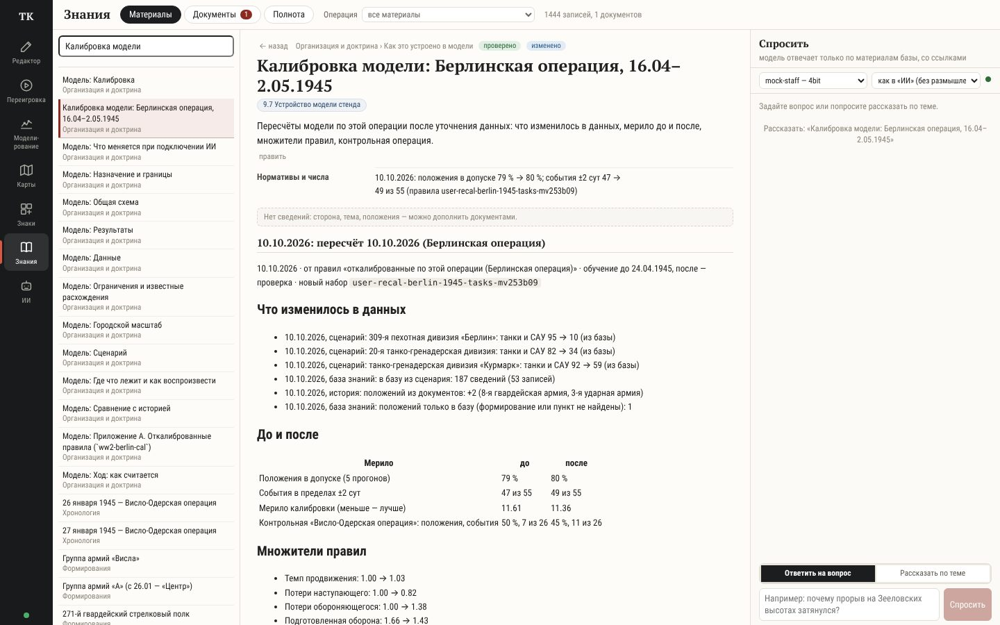 ТК
Редактор
Переигровка
Модели-
рование
Карты
Знаки
Знания
ИИ
Знания
Материалы
Документы 1
Полнота
Операция
все материалы
1444 записей, 1 документов
Калибровка модели
Модель: Калибровка
Организация и доктрина
Калибровка модели: Берлинская операция,
16.04–2.05.1945
Организация и доктрина
Модель: Что меняется при подключении ИИ
Организация и доктрина
Модель: Назначение и границы
Организация и доктрина
Модель: Общая схема
Организация и доктрина
Модель: Результаты
Организация и доктрина
Модель: Данные
Организация и доктрина
Модель: Ограничения и известные
расхождения
Организация и доктрина
Модель: Городской масштаб
Организация и доктрина
Модель: Сценарий
Организация и доктрина
Модель: Где что лежит и как воспроизвести
Организация и доктрина
Модель: Сравнение с историей
Организация и доктрина
Модель: Приложение А. Откалиброванные
правила (`ww2-berlin-cal`)
Организация и доктрина
Модель: Ход: как считается
Организация и доктрина
26 января 1945 — Висло-Одерская операция
Хронология
27 января 1945 — Висло-Одерская операция
Хронология
Группа армий «Висла»
Формирования
Группа армий «А» (с 26.01 — «Центр»)
Формирования
271-й гвардейский стрелковый полк
Формирования
← назад
Организация и доктрина › Как это устроено в модели
проверено
изменено
Калибровка модели: Берлинская операция, 16.04–
2.05.1945
9.7 Устройство модели стенда
Пересчёты модели по этой операции после уточнения данных: что изменилось в данных, мерило до и после,
множители правил, контрольная операция.
править
Нормативы и числа
10.10.2026: положения в допуске 79 % → 80 %; события ±2 сут 47 →
49 из 55 (правила user-recal-berlin-1945-tasks-mv253b09)
Нет сведений: сторона, тема, положения — можно дополнить документами.
10.10.2026: пересчёт 10.10.2026 (Берлинская операция)
10.10.2026 · от правил «откалиброванные по этой операции (Берлинская операция)» · обучение до 24.04.1945, после —
проверка · новый набор user-recal-berlin-1945-tasks-mv253b09
Что изменилось в данных
• 10.10.2026, сценарий: 309-я пехотная дивизия «Берлин»: танки и САУ 95 → 10 (из базы)
• 10.10.2026, сценарий: 20-я танко-гренадерская дивизия: танки и САУ 82 → 34 (из базы)
• 10.10.2026, сценарий: танко-гренадерская дивизия «Курмарк»: танки и САУ 92 → 59 (из базы)
• 10.10.2026, база знаний: в базу из сценария: 187 сведений (53 записей)
• 10.10.2026, история: положений из документов: +2 (8-я гвардейская армия, 3-я ударная армия)
• 10.10.2026, база знаний: положений только в базу (формирование или пункт не найдены): 1
До и после
Мерило до после
Положения в допуске (5 прогонов) 79 % 80 %
События в пределах ±2 сут 47 из 55 49 из 55
Мерило калибровки (меньше — лучше) 11.61 11.36
Контрольная «Висло-Одерская операция»: положения, события 50 %, 7 из 26 45 %, 11 из 26
Множители правил
• Темп продвижения: 1.00 → 1.03
• Потери наступающего: 1.00 → 0.82
• Потери обороняющегося: 1.00 → 1.38
• Подготовленная оборона: 1.66 → 1.43
Спросить
модель отвечает только по материалам базы, со ссылками
mock-staff — 4bit
как в «ИИ» (без размышле
Задайте вопрос или попросите рассказать по теме.
Рассказать: «Калибровка модели: Берлинская операция, 16.04–
2.05.1945»
Ответить на вопрос
Рассказать по теме
Например: почему прорыв на Зееловских
высотах затянулся?
Спросить